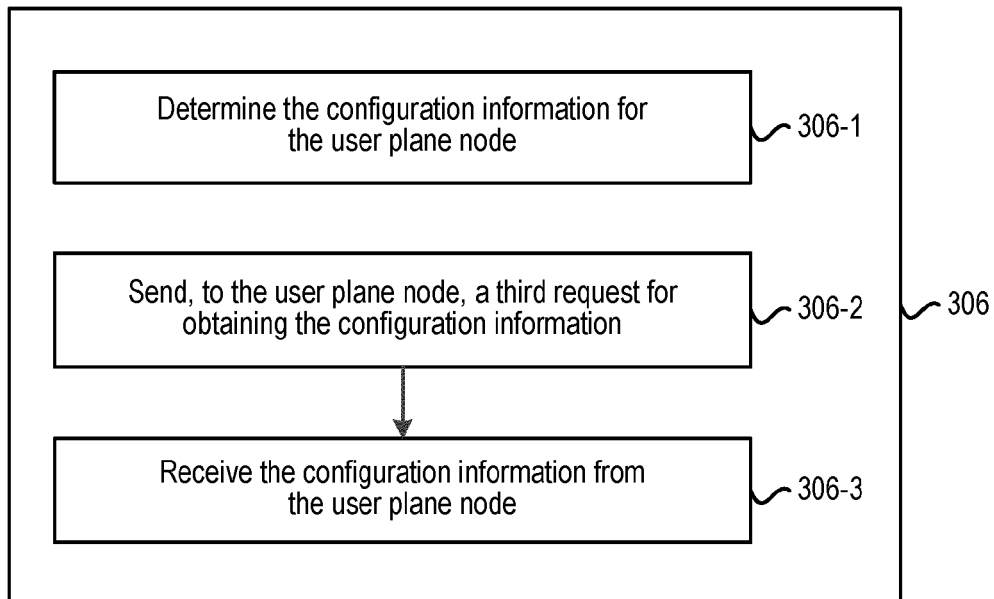 Determine the configuration information for
the user plane node
306-1
Send, to the user plane node, a third request for
obtaining the configuration information
306-2
306
Receive the configuration information from
the user plane node
306-3